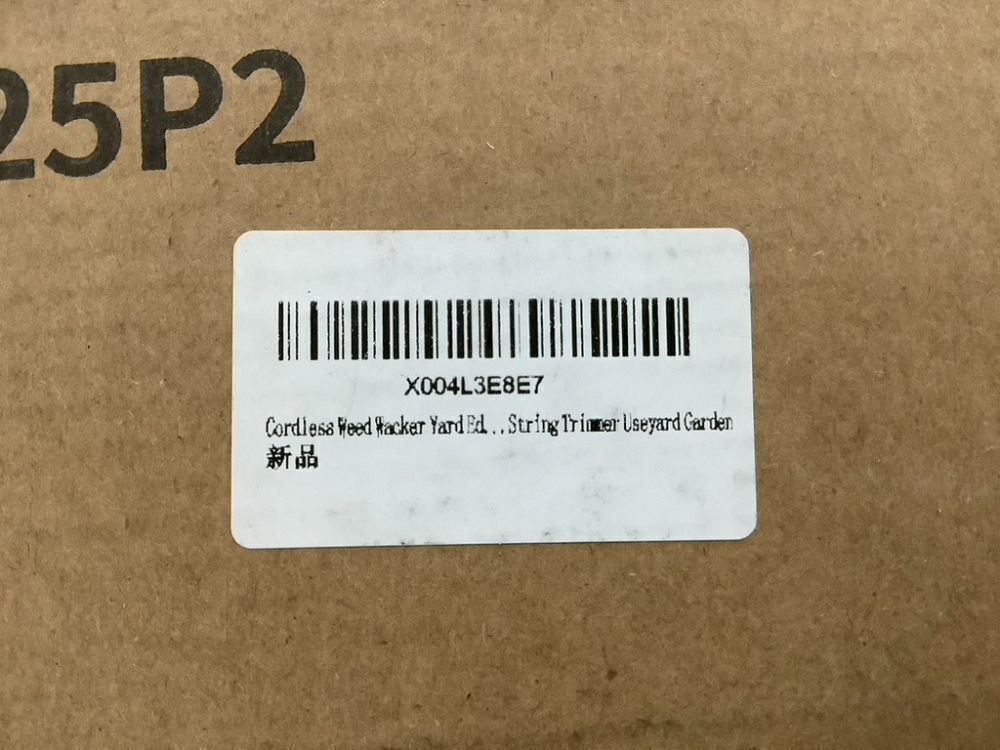 25P2
X004L3E8E7
Cordless Weed Wacker Yard Ed...String Trimmer Useyard Garden
新品